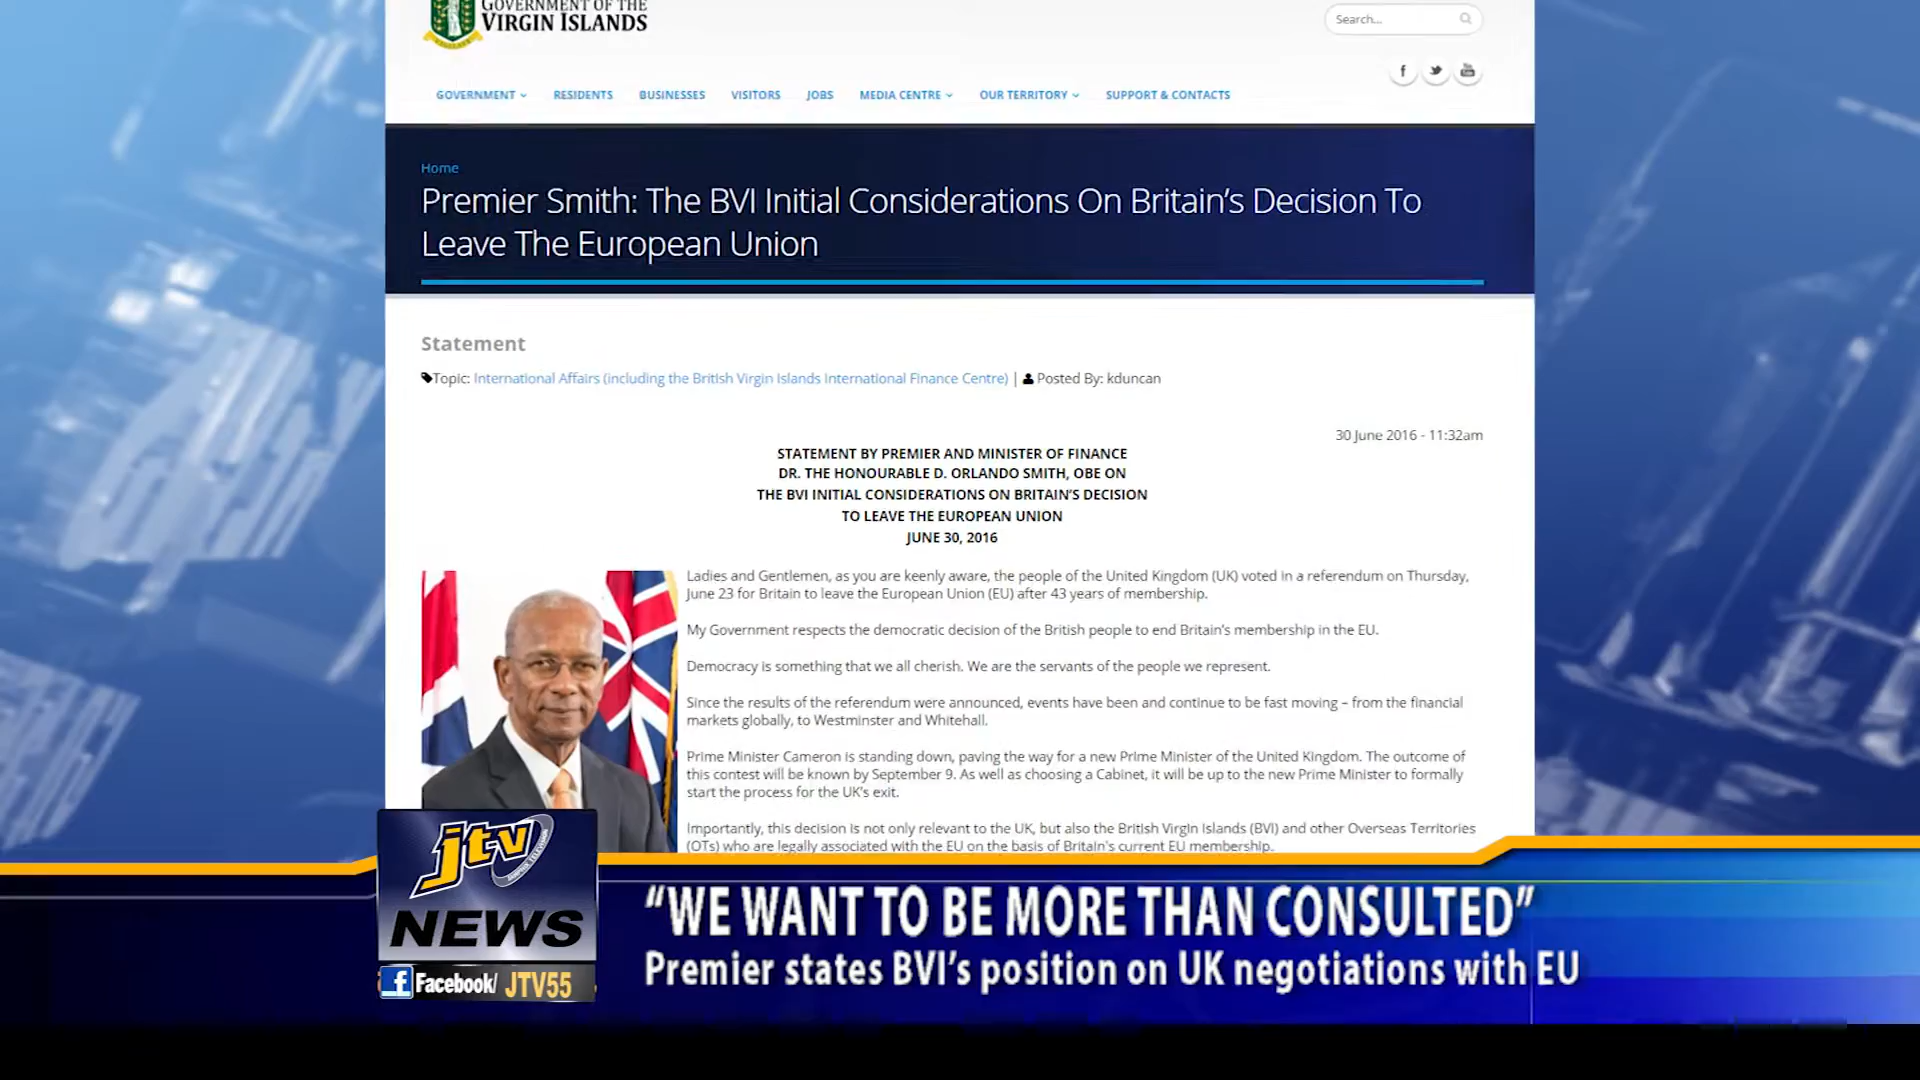 GOVERNMENT OF THE
VIRGIN ISLANDS
Search...
GOVERNMENT RESIDENTS BUSINESSES VISITORS JOBS MEDIA CENTRE OUR TERRITORY SUPPORT & CONTACTS
Home
Premier Smith: The BVI Initial Considerations On Britain’s Decision To
Leave The European Union
Statement
Topic: International Affairs (including the British Virgin Islands International Finance Centre) | Posted By: kduncan
30 June 2016 - 11:32am
STATEMENT BY PREMIER AND MINISTER OF FINANCE
DR. THE HONOURABLE D. ORLANDO SMITH, OBE ON
THE BVI INITIAL CONSIDERATIONS ON BRITAIN’S DECISION
TO LEAVE THE EUROPEAN UNION
JUNE 30, 2016
Ladies and Gentlemen, as you are keenly aware, the people of the United Kingdom (UK) voted in a referendum on Thursday,
June 23 for Britain to leave the European Union (EU) after 43 years of membership.
My Government respects the democratic decision of the British people to end Britain’s membership in the EU.
Democracy is something that we all cherish. We are the servants of the people we represent.
Since the results of the referendum were announced, events have been and continue to be fast moving – from the financial
markets globally, to Westminster and Whitehall.
Prime Minister Cameron is standing down, paving the way for a new Prime Minister of the United Kingdom. The outcome of
this contest will be known by September 9. As well as choosing a Cabinet, it will be up to the new Prime Minister to formally
start the process for the UK’s exit.
Importantly, this decision is not only relevant to the UK, but also the British Virgin Islands (BVI) and other Overseas Territories
(OTs) who are legally associated with the EU on the basis of Britain's current EU membership.
jtv
NEWS
f Facebook/ JTV55
“WE WANT TO BE MORE THAN CONSULTED”
Premier states BVI’s position on UK negotiations with EU